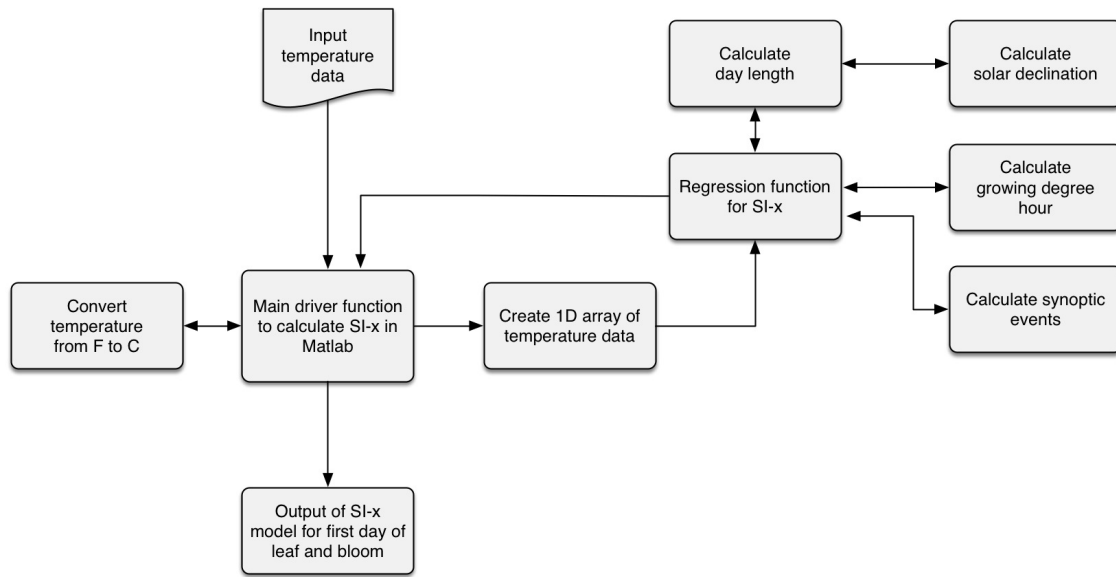 Input
temperature
data
Calculate
day length
Calculate
solar declination
Regression function
for SI-x
Calculate
growing degree
hour
Convert
temperature
from F to C
Main driver function
to calculate SI-x in
Matlab
Create 1D array of
temperature data
Calculate synoptic
events
Output of SI-x
model for first day of
leaf and bloom